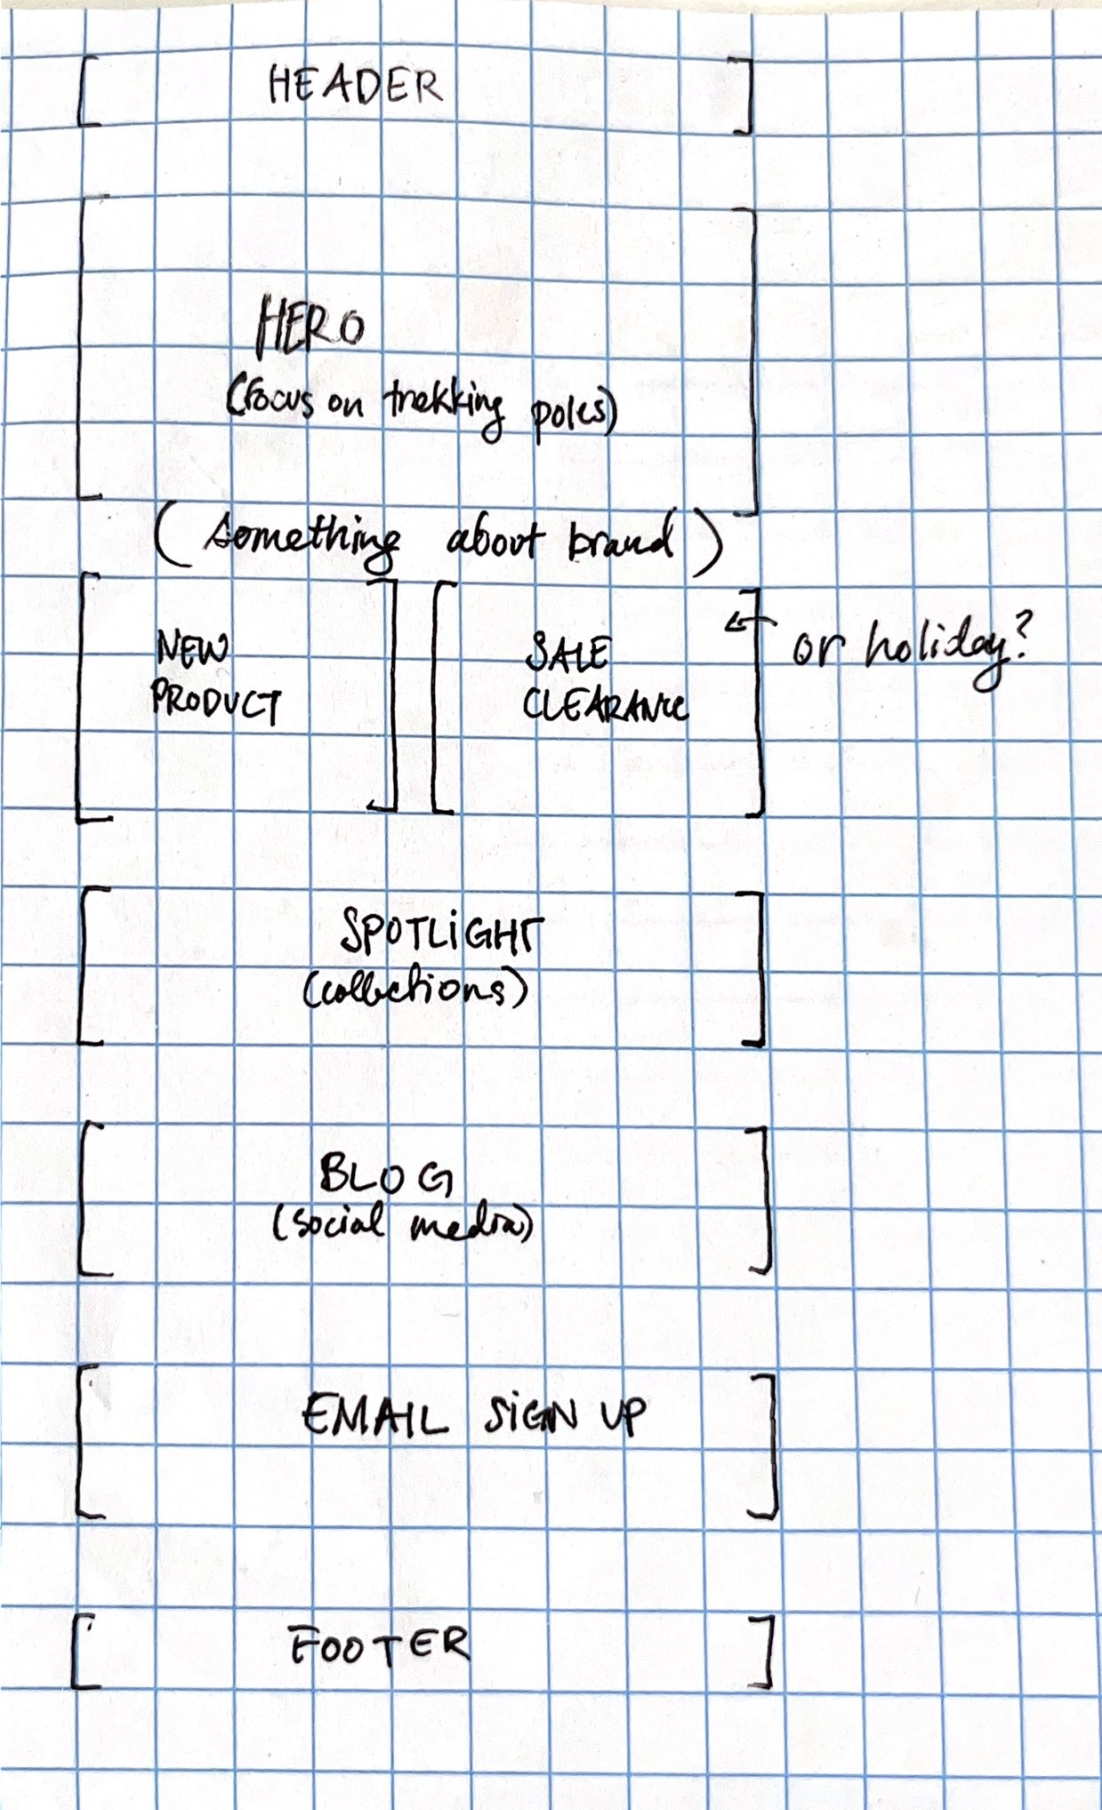 HEADER
HERO
(Focus on trekking poles)
(something about brand)
NEW
PRODUCT
SALE
CLEARANCE
or holiday?
SPOTLiGHT
(collections)
BLOG
(social media)
EMAIL SiGN UP
FOOTER